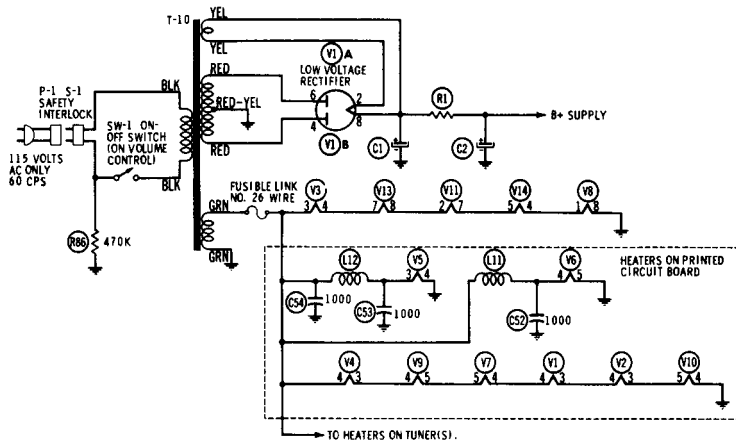 T-10
YEL
YEL
V1 A
LOW VOLTAGE
RECTIFIER
RED
RED-YEL
RED
6
2
4
8
V1 B
R1
B+ SUPPLY
C1
C2
BLK
P-1 S-1
SAFETY
INTERLOCK
SW-1 ON-
OFF SWITCH
(ON VOLUME
CONTROL)
BLK
115 VOLTS
AC ONLY
60 CPS
R86 470K
GRN
GRN
FUSIBLE LINK
NO. 26 WIRE
V3 V13 V11 V14 V8
3 4 7 8 2 7 5 4 1 8
HEATERS ON PRINTED
CIRCUIT BOARD
L12 V5 L11 V6
3 4 4 5
C54 1000
C53 1000
C52 1000
V4 V9 V7 V1 V2 V10
4 3 4 5 5 4 4 3 4 3 5 4
TO HEATERS ON TUNER(S).